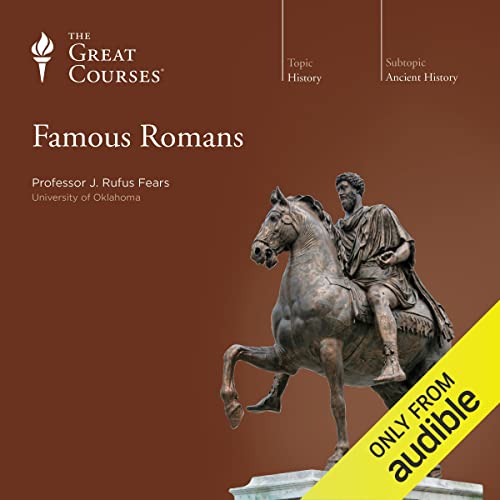 THE
GREAT
COURSES®
Topic
History
Subtopic
Ancient History
Famous Romans
Professor J. Rufus Fears
University of Oklahoma
ONLY FROM
audible